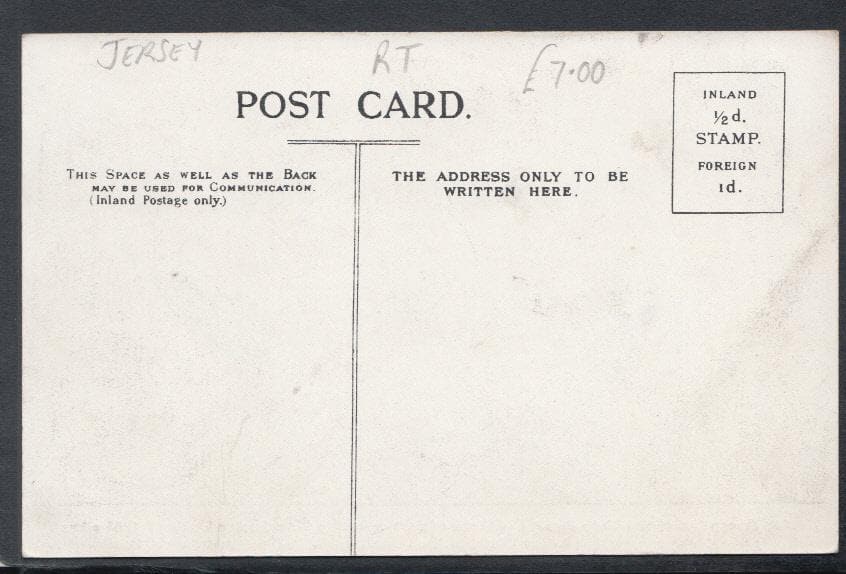 JERSEY
RT
£7.00
POST CARD.
THIS SPACE AS WELL AS THE BACK
MAY BE USED FOR COMMUNICATION.
(Inland Postage only.)
THE ADDRESS ONLY TO BE
WRITTEN HERE.
INLAND
½d.
STAMP.
FOREIGN
1d.